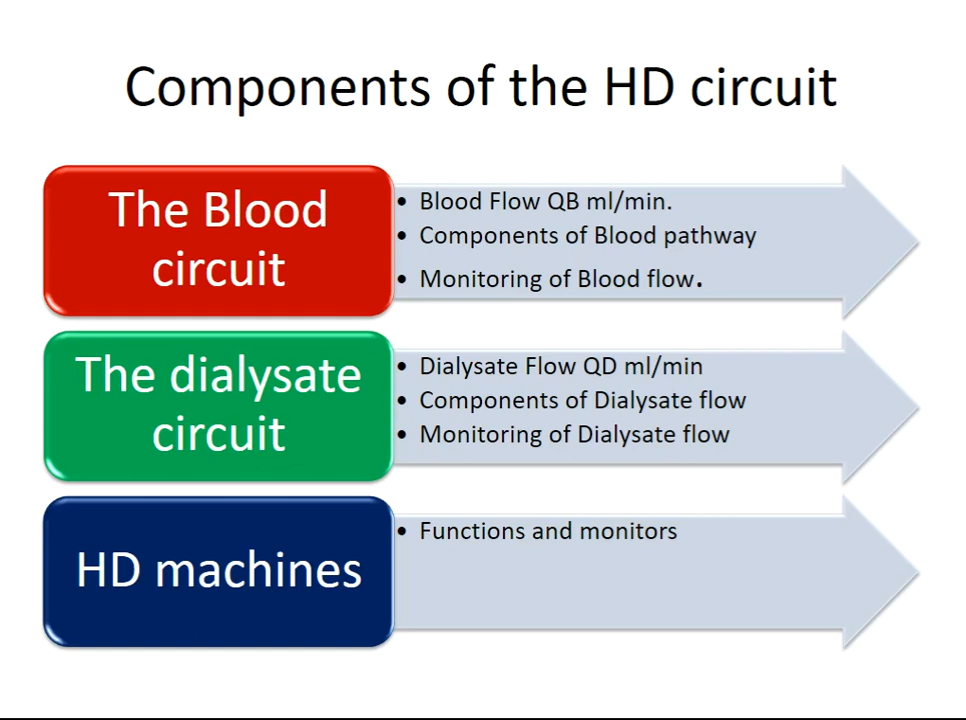 Components of the HD circuit
The Blood
circuit
• Blood Flow QB ml/min.
• Components of Blood pathway
• Monitoring of Blood flow.
The dialysate
circuit
• Dialysate Flow QD ml/min
• Components of Dialysate flow
• Monitoring of Dialysate flow
HD machines
• Functions and monitors